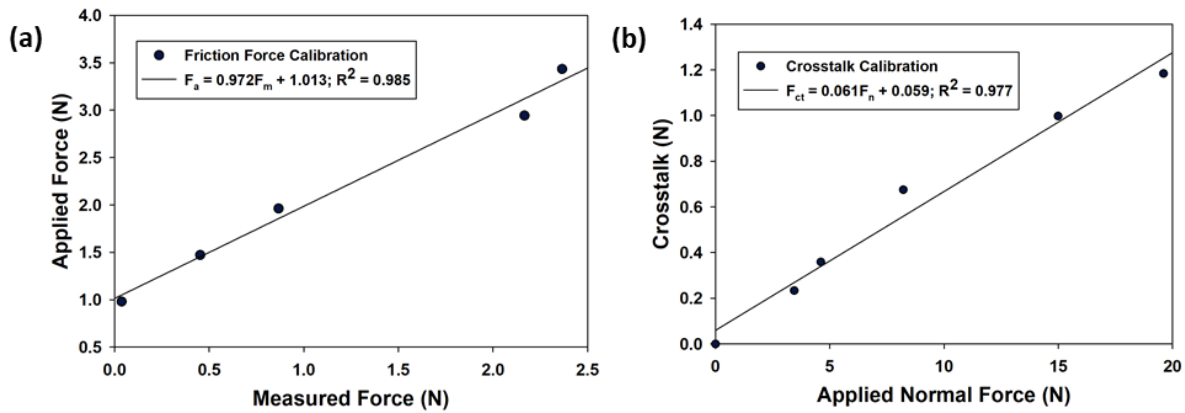 (a)
4.0
3.5
3.0
2.5
2.0
1.5
1.0
0.5
Applied Force (N)
Friction Force Calibration
Fa = 0.972Fm + 1.013; R² = 0.985
0.0 0.5 1.0 1.5 2.0 2.5
Measured Force (N)
(b)
1.4
1.2
1.0
0.8
0.6
0.4
0.2
0.0
Crosstalk (N)
Crosstalk Calibration
Fct = 0.061Fn + 0.059; R² = 0.977
0 5 10 15 20
Applied Normal Force (N)